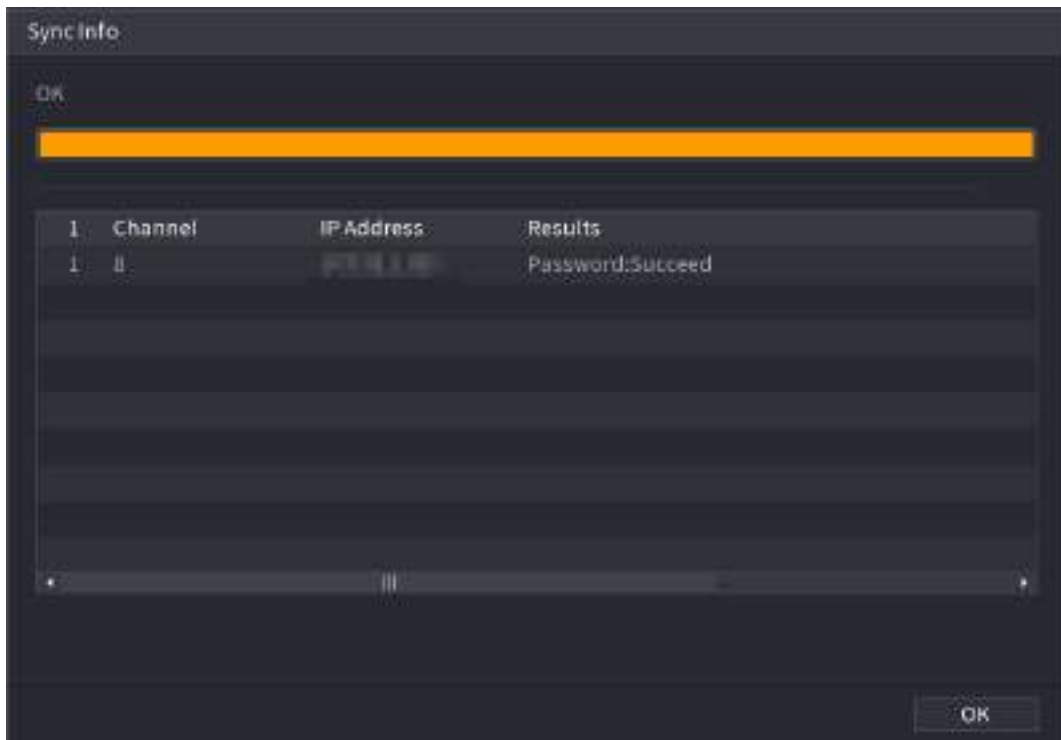 Sync Info
OK
1 Channel IP Address Results
1 8 Password:Succeed
OK